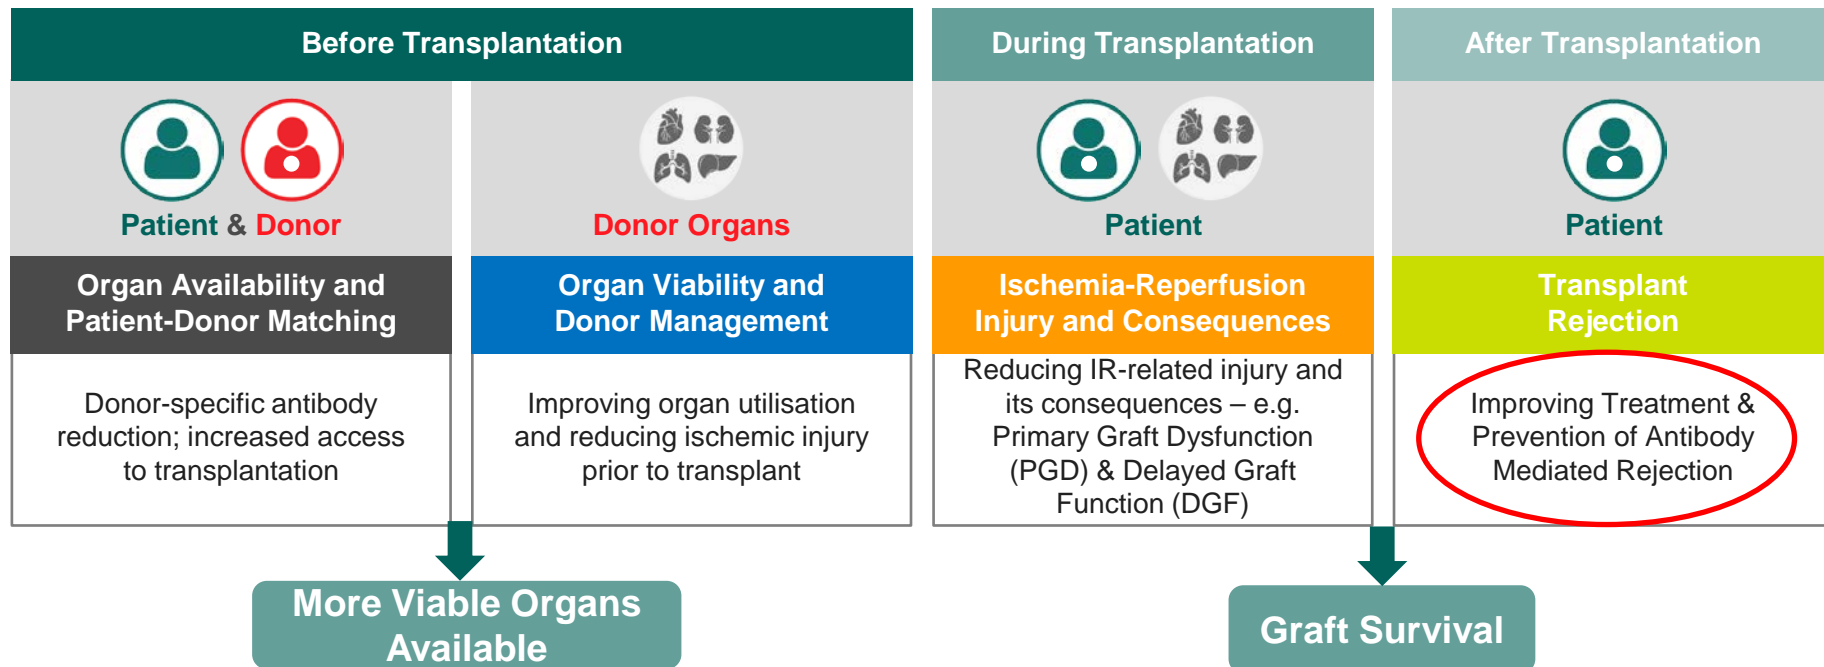 Before Transplantation
During Transplantation
After Transplantation
Patient & Donor
Donor Organs
Patient
Patient
Organ Availability and
Patient-Donor Matching
Organ Viability and
Donor Management
Ischemia-Reperfusion
Injury and Consequences
Transplant
Rejection
Donor-specific antibody
reduction; increased access
to transplantation
Improving organ utilisation
and reducing ischemic injury
prior to transplant
Reducing IR-related injury and
its consequences – e.g.
Primary Graft Dysfunction
(PGD) & Delayed Graft
Function (DGF)
Improving Treatment &
Prevention of Antibody
Mediated Rejection
More Viable Organs
Available
Graft Survival